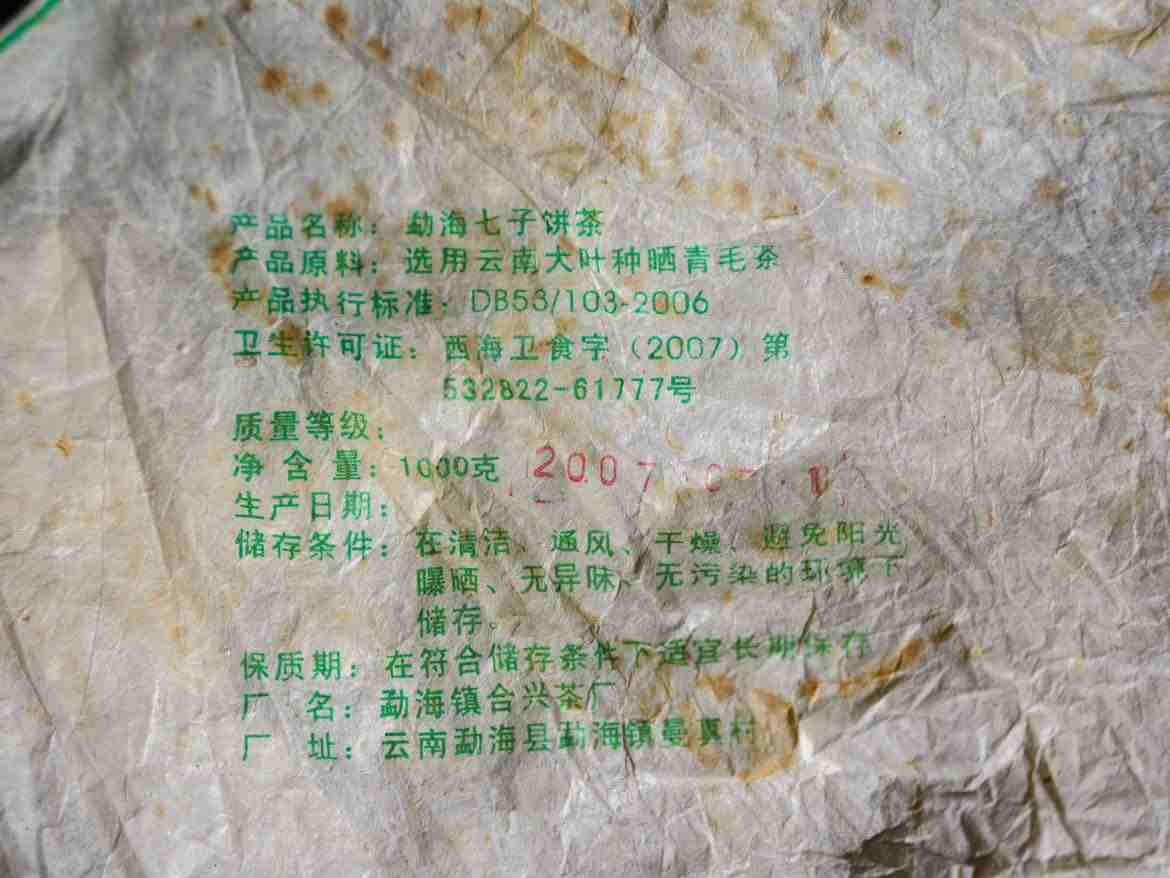 产品名称：勐海七子饼茶
产品原料：选用云南大叶种晒青毛茶
产品执行标准：DB53/103-2006
卫生许可证：西海卫食字（2007）第
532822-61777号
质量等级：
净含量：1000克
2007
生产日期：
储存条件：在清洁、通风、干燥、避免阳光
曝晒、无异味、无污染的环境下
储存。
保质期：在符合储存条件下适宜长期保存
厂 名：勐海镇合兴茶厂
厂 址：云南勐海县勐海镇曼真村